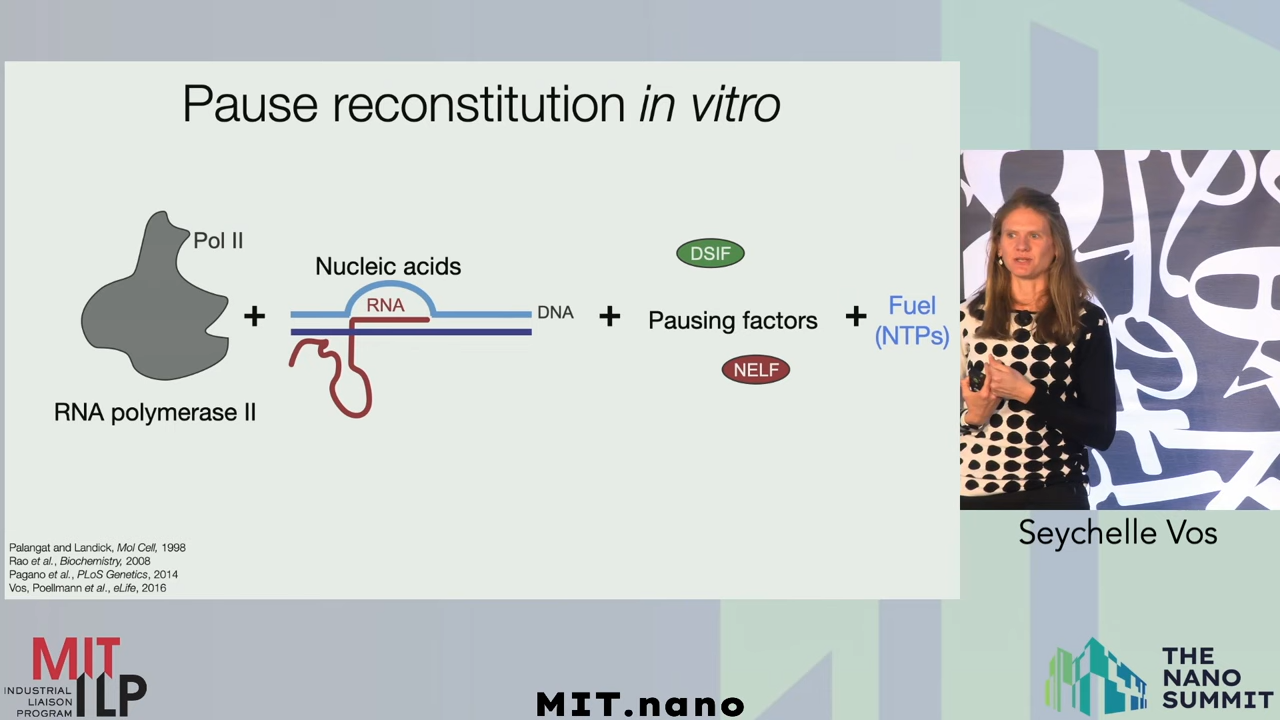 Pause reconstitution in vitro
Pol II
Nucleic acids
RNA
DNA
RNA polymerase II
+
+
DSIF
Pausing factors
NELF
+
Fuel
(NTPs)
Palangat and Landick, Mol Cell, 1998
Rao et al., Biochemistry, 2008
Pagano et al., PLoS Genetics, 2014
Vos, Poellmann et al., eLife, 2016
Seychelle Vos
MIT
ILP
INDUSTRIAL
LIAISON
PROGRAM
MIT.nano
THE
NANO
SUMMIT